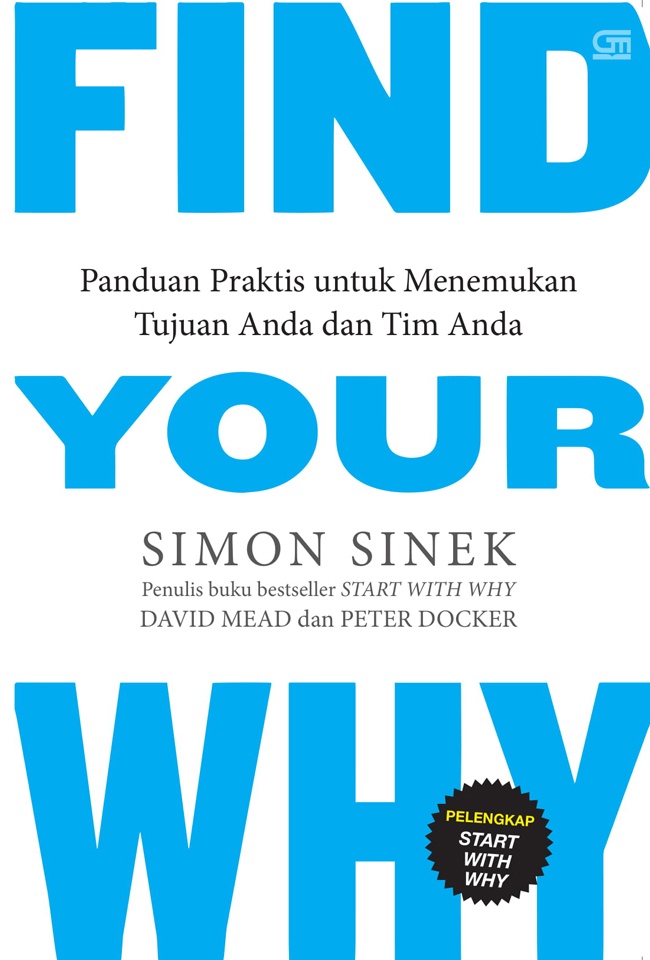 FIND
GM
Panduan Praktis untuk Menemukan
Tujuan Anda dan Tim Anda
YOUR
SIMON SINEK
Penulis buku bestseller START WITH WHY
DAVID MEAD dan PETER DOCKER
WHY
PELENGKAP
START
WITH
WHY